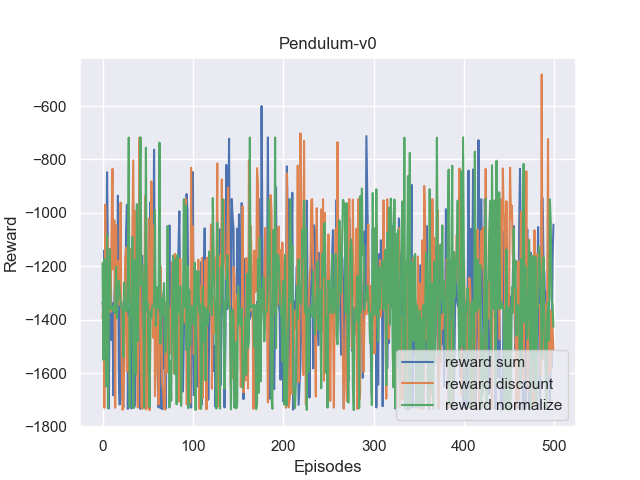 Pendulum-v0
Reward
−600
−800
−1000
−1200
−1400
−1600
−1800
0
100
200
300
400
500
Episodes
reward sum
reward discount
reward normalize